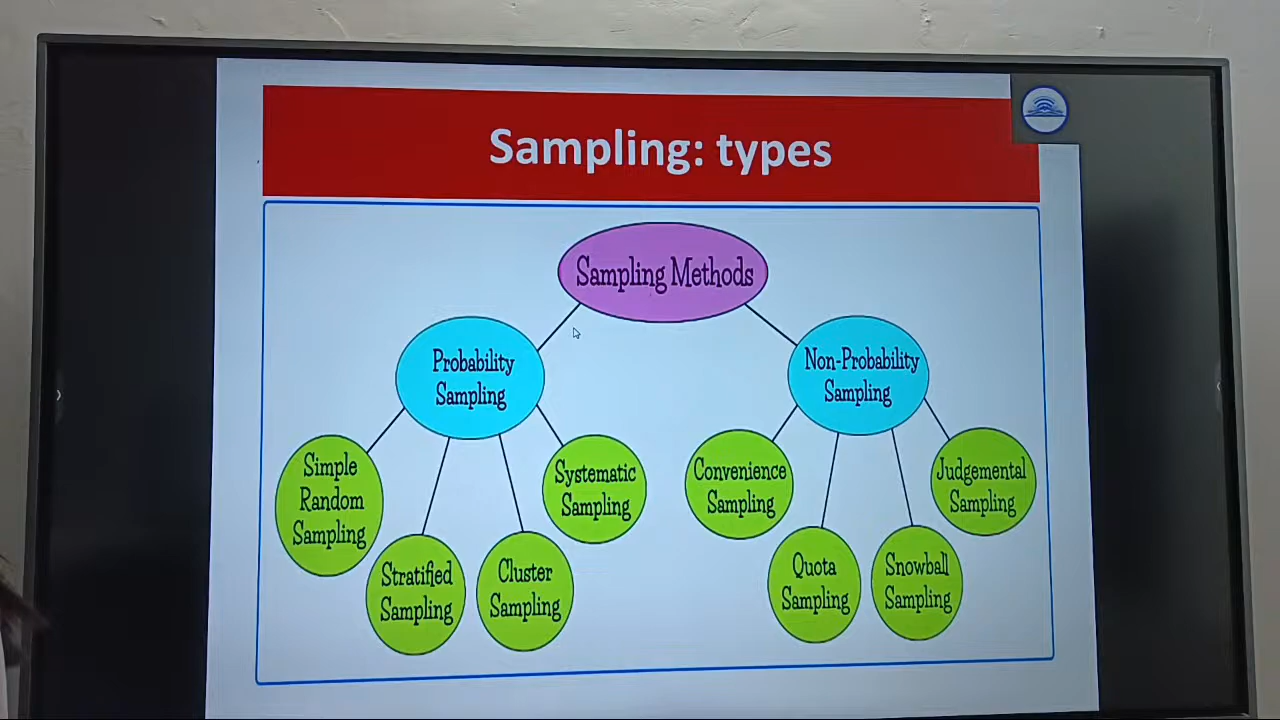 Sampling: types
Sampling Methods
Probability
Sampling
Non-Probability
Sampling
Simple
Random
Sampling
Stratified
Sampling
Cluster
Sampling
Systematic
Sampling
Convenience
Sampling
Quota
Sampling
Snowball
Sampling
Judgemental
Sampling